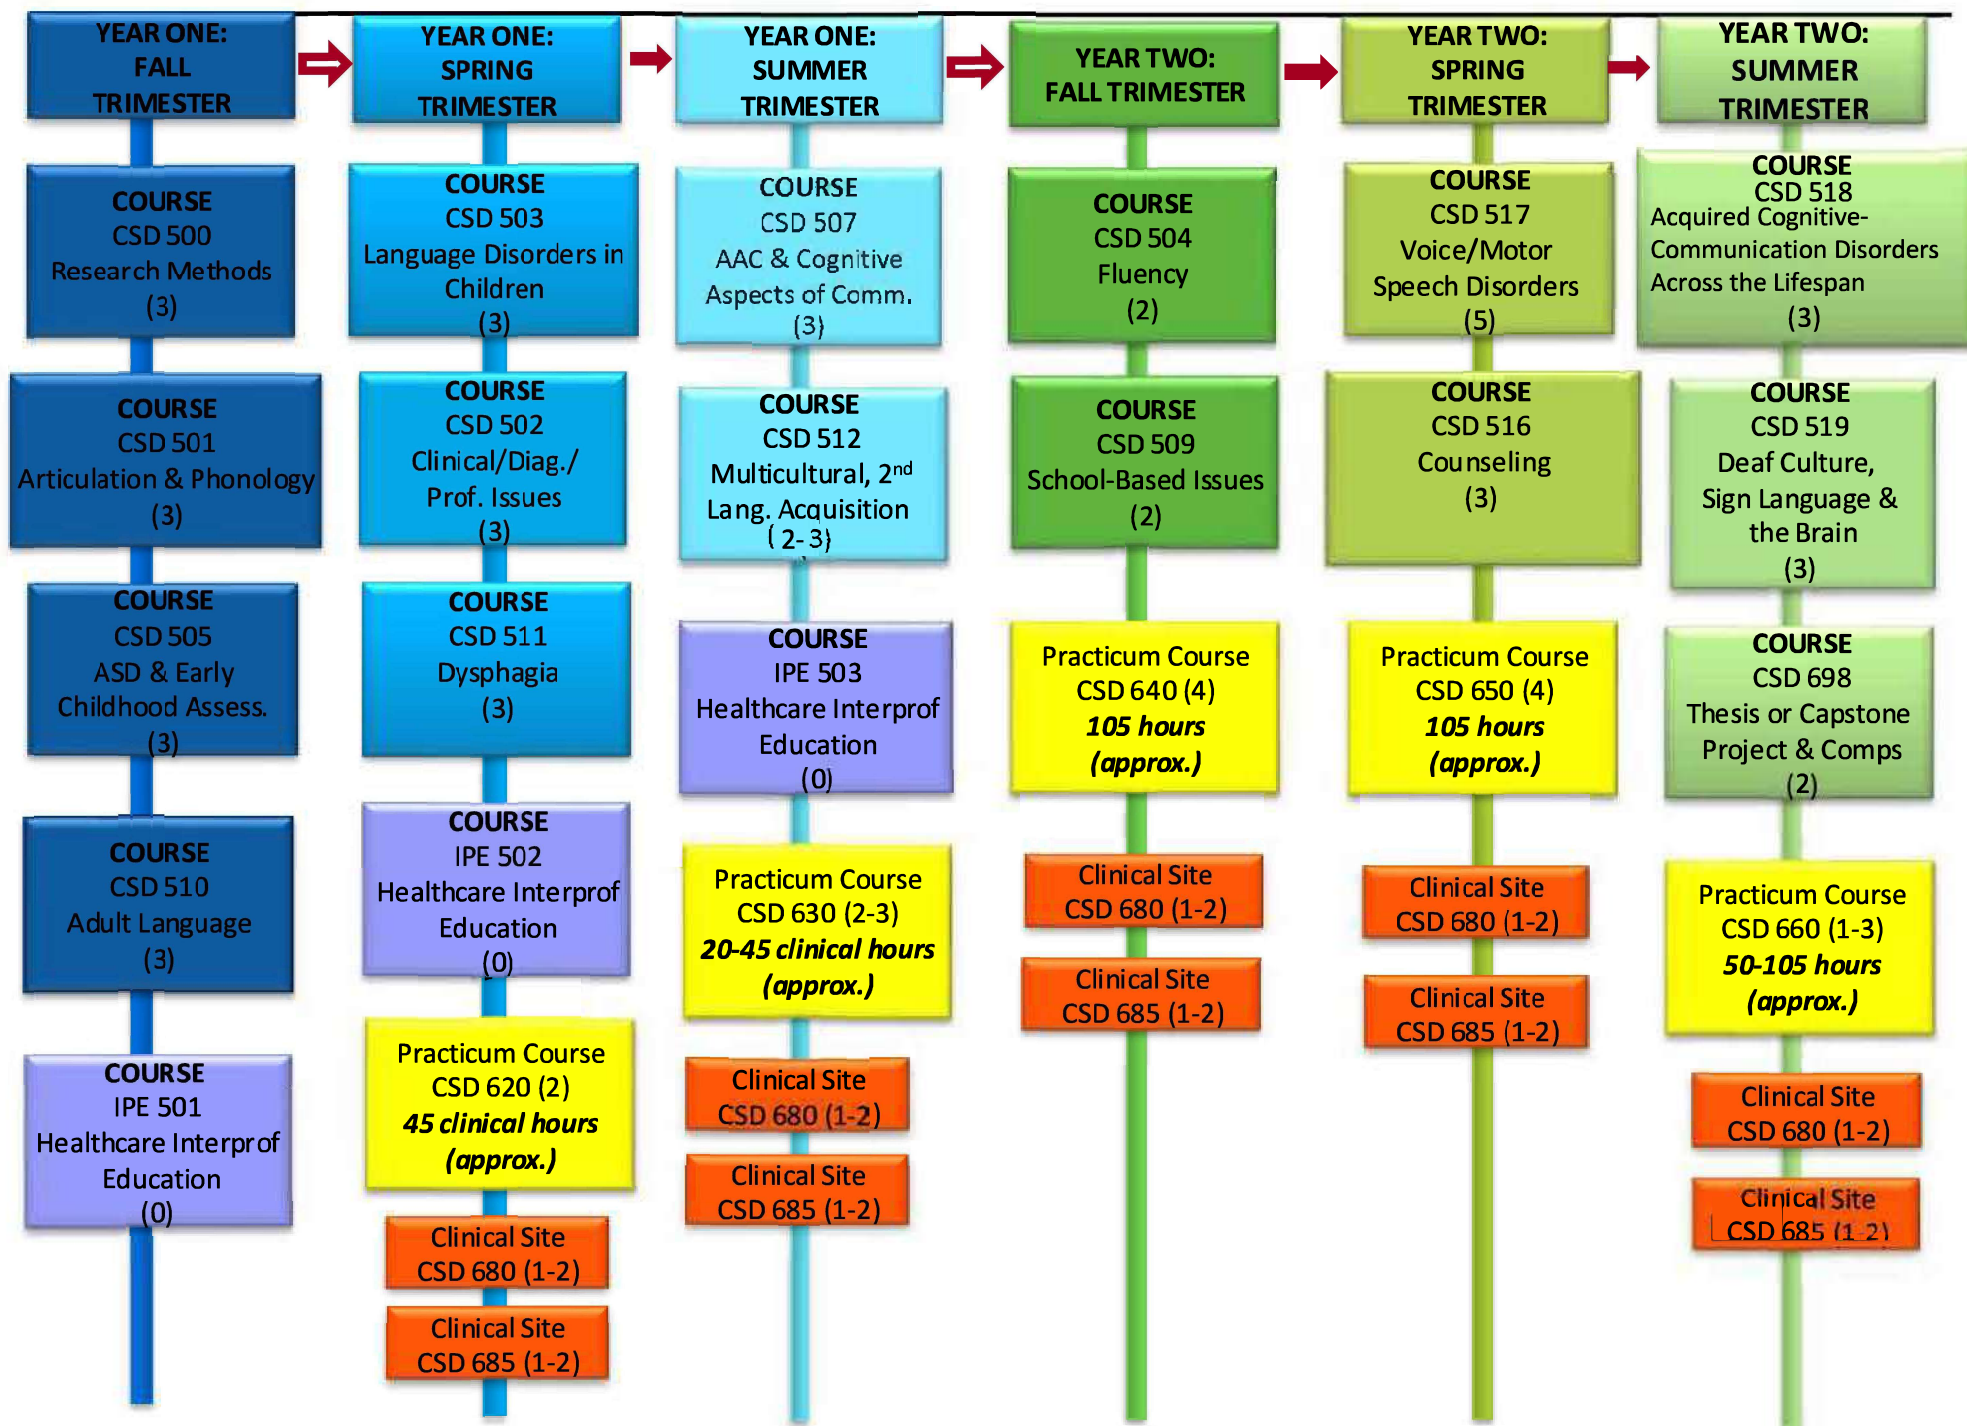 YEAR ONE:
FALL
TRIMESTER
COURSE
CSD 500
Research Methods
(3)
COURSE
CSD 501
Articulation & Phonology
(3)
COURSE
CSD 505
ASD & Early
Childhood Assess.
(3)
COURSE
CSD 510
Adult Language
(3)
COURSE
IPE 501
Healthcare Interprof
Education
(0)
YEAR ONE:
SPRING
TRIMESTER
COURSE
CSD 503
Language Disorders in
Children
(3)
COURSE
CSD 502
Clinical/Diag./
Prof. Issues
(3)
COURSE
CSD 511
Dysphagia
(3)
COURSE
IPE 502
Healthcare Interprof
Education
(0)
Practicum Course
CSD 620 (2)
45 clinical hours
(approx.)
Clinical Site
CSD 680 (1-2)
Clinical Site
CSD 685 (1-2)
YEAR ONE:
SUMMER
TRIMESTER
COURSE
CSD 507
AAC & Cognitive
Aspects of Comm.
(3)
COURSE
CSD 512
Multicultural, 2nd
Lang. Acquisition
(2-3)
COURSE
IPE 503
Healthcare Interprof
Education
(0)
Practicum Course
CSD 630 (2-3)
20-45 clinical hours
(approx.)
Clinical Site
CSD 680 (1-2)
Clinical Site
CSD 685 (1-2)
YEAR TWO:
FALL TRIMESTER
COURSE
CSD 504
Fluency
(2)
COURSE
CSD 509
School-Based Issues
(2)
Practicum Course
CSD 640 (4)
105 hours
(approx.)
Clinical Site
CSD 680 (1-2)
Clinical Site
CSD 685 (1-2)
YEAR TWO:
SPRING
TRIMESTER
COURSE
CSD 517
Voice/Motor
Speech Disorders
(5)
COURSE
CSD 516
Counseling
(3)
Practicum Course
CSD 650 (4)
105 hours
(approx.)
Clinical Site
CSD 680 (1-2)
Clinical Site
CSD 685 (1-2)
YEAR TWO:
SUMMER
TRIMESTER
COURSE
CSD 518
Acquired Cognitive-
Communication Disorders
Across the Lifespan
(3)
COURSE
CSD 519
Deaf Culture,
Sign Language &
the Brain
(3)
COURSE
CSD 698
Thesis or Capstone
Project & Comps
(2)
Practicum Course
CSD 660 (1-3)
50-105 hours
(approx.)
Clinical Site
CSD 680 (1-2)
Clinical Site
CSD 685 (1-2)